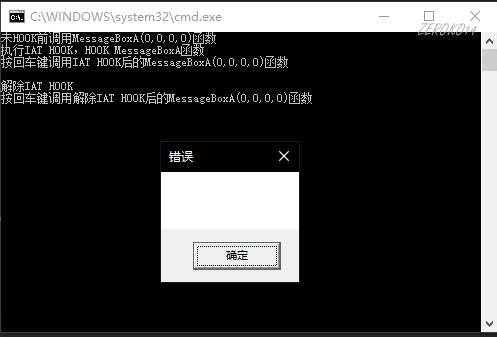 C:\WINDOWS\system32\cmd.exe
ZEROKO14
未HOOK前调用MessageBoxA(0,0,0,0)函数
执行IAT HOOK, HOOK MessageBoxA函数
按回车键调用IAT HOOK后的MessageBoxA(0,0,0,0)函数
解除IAT HOOK
按回车键调用解除IAT HOOK后的MessageBoxA(0,0,0,0)函数
错误
确定